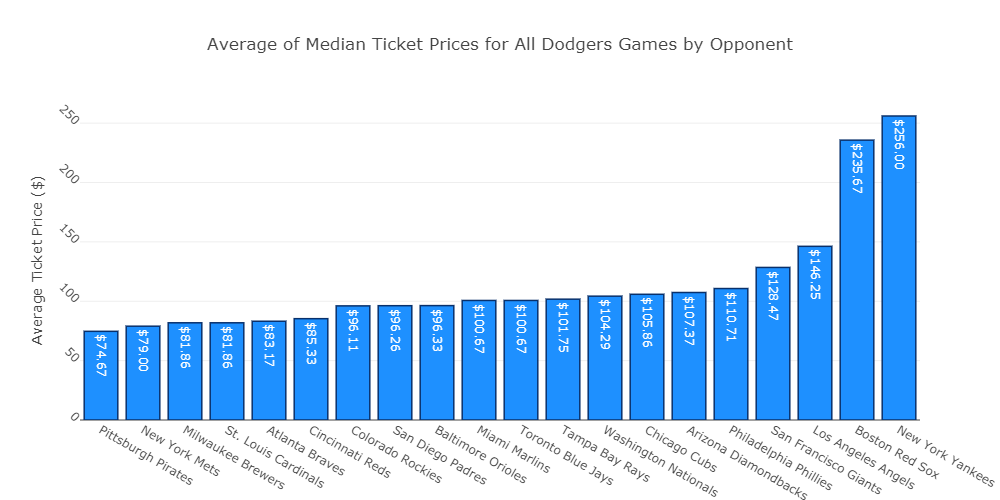 Average of Median Ticket Prices for All Dodgers Games by Opponent
Average Ticket Price ($)
250
200
150
100
50
0
$74.67
$79.00
$81.86
$81.86
$83.17
$85.33
$96.11
$96.26
$96.33
$100.67
$100.67
$101.75
$104.29
$105.86
$107.37
$110.71
$128.47
$146.25
$235.67
$256.00
Pittsburgh Pirates
New York Mets
Milwaukee Brewers
St. Louis Cardinals
Atlanta Braves
Cincinnati Reds
Colorado Rockies
San Diego Padres
Baltimore Orioles
Miami Marlins
Toronto Blue Jays
Tampa Bay Rays
Washington Nationals
Chicago Cubs
Arizona Diamondbacks
Philadelphia Phillies
San Francisco Giants
Los Angeles Angels
Boston Red Sox
New York Yankees